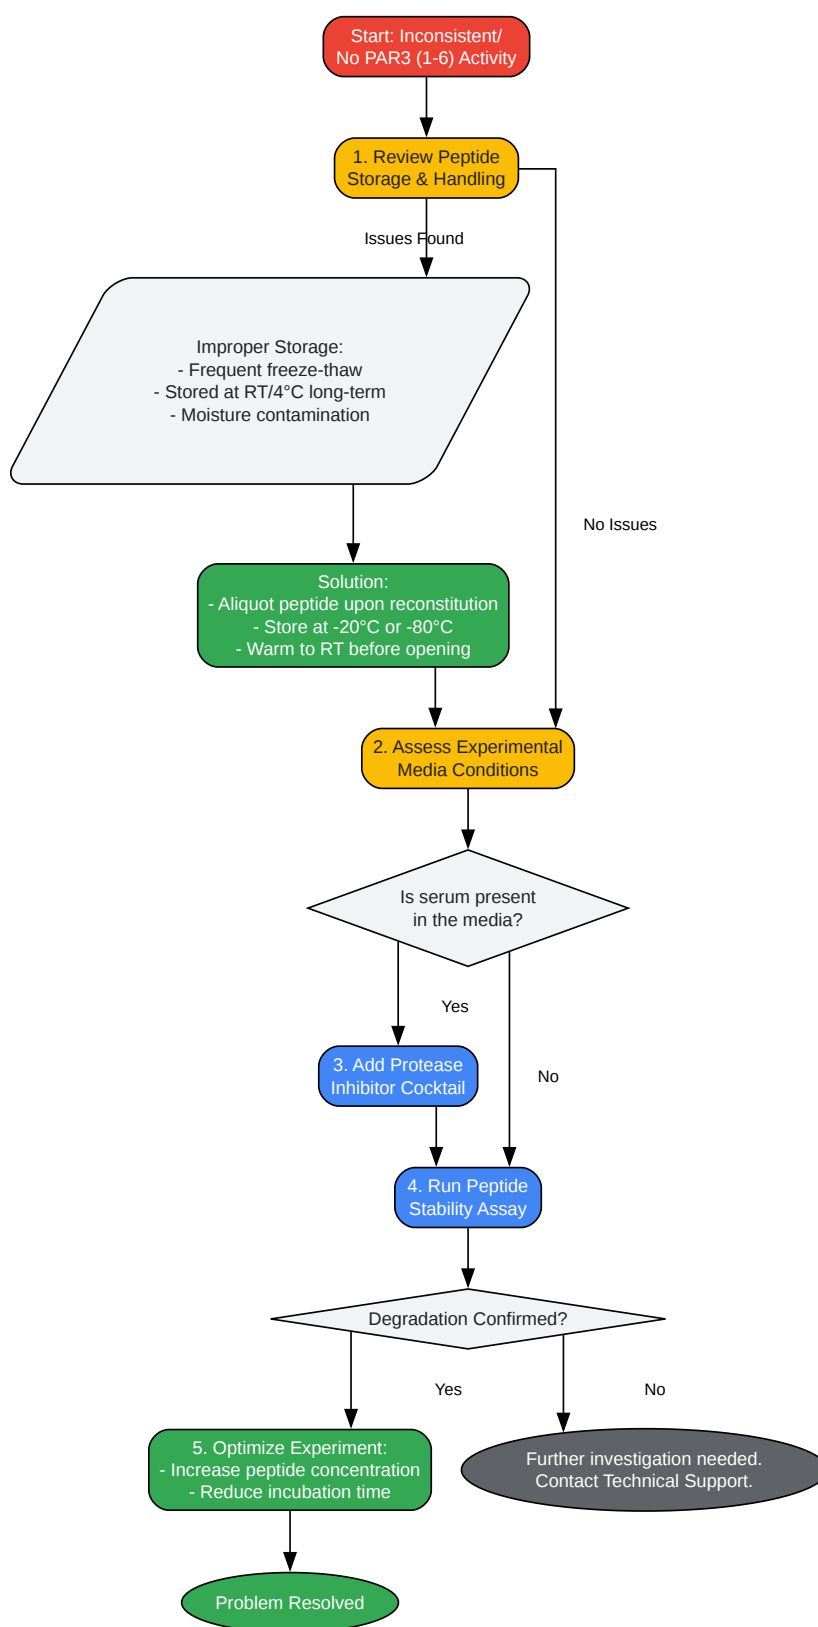 Start: Inconsistent/
No PAR3 (1-6) Activity
1. Review Peptide
Storage & Handling
Issues Found
Improper Storage:
- Frequent freeze-thaw
- Stored at RT/4°C long-term
- Moisture contamination
No Issues
Solution:
- Aliquot peptide upon reconstitution
- Store at -20°C or -80°C
- Warm to RT before opening
2. Assess Experimental
Media Conditions
Is serum present
in the media?
Yes
3. Add Protease
Inhibitor Cocktail
No
4. Run Peptide
Stability Assay
Degradation Confirmed?
Yes
No
5. Optimize Experiment:
- Increase peptide concentration
- Reduce incubation time
Further investigation needed.
Contact Technical Support.
Problem Resolved